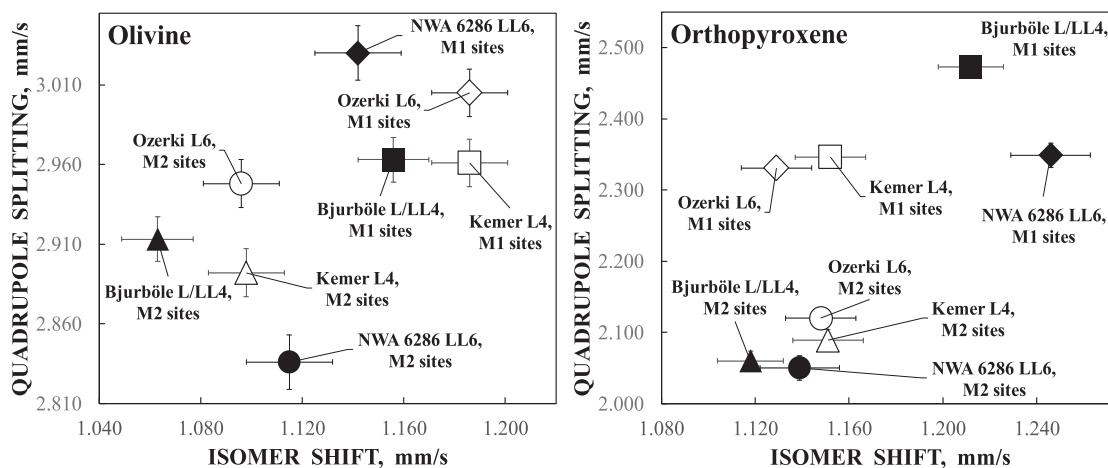 Olivine
QUADRUPOLE SPLITTING, mm/s
3.010
2.960
2.910
2.860
2.810
NWA 6286 LL6,
M1 sites
Ozerki L6,
M1 sites
Ozerki L6,
M2 sites
Bjurböle L/LL4,
M1 sites
Kemer L4,
M1 sites
Bjurböle L/LL4,
M2 sites
Kemer L4,
M2 sites
NWA 6286 LL6,
M2 sites
1.040 1.080 1.120 1.160 1.200
ISOMER SHIFT, mm/s
Orthopyroxene
QUADRUPOLE SPLITTING, mm/s
2.500
2.400
2.300
2.200
2.100
2.000
Bjurböle L/LL4,
M1 sites
Ozerki L6,
M1 sites
Kemer L4,
M1 sites
NWA 6286 LL6,
M1 sites
Ozerki L6,
M2 sites
Bjurböle L/LL4,
M2 sites
Kemer L4,
M2 sites
NWA 6286 LL6,
M2 sites
1.080 1.120 1.160 1.200 1.240
ISOMER SHIFT, mm/s